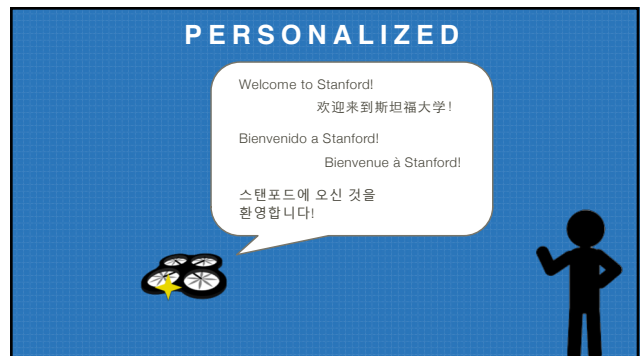 PERSONALIZED
Welcome to Stanford!
欢迎来到斯坦福大学!
Bienvenido a Stanford!
Bienvenue à Stanford!
스탠포드에 오신 것을
환영합니다!